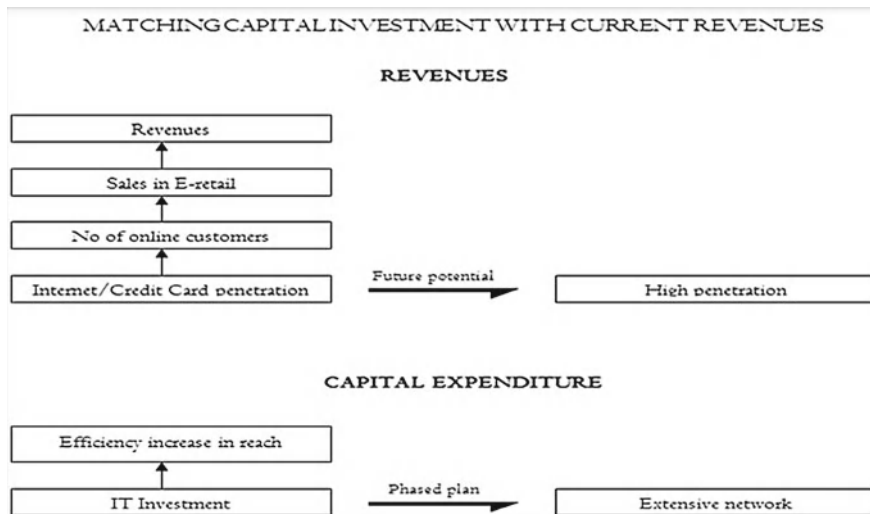 MATCHING CAPITAL INVESTMENT WITH CURRENT REVENUES
REVENUES
Revenues
Sales in E-retail
No of online customers
Internet/Credit Card penetration
Future potential
High penetration
CAPITAL EXPENDITURE
Efficiency increase in reach
IT Investment
Phased plan
Extensive network